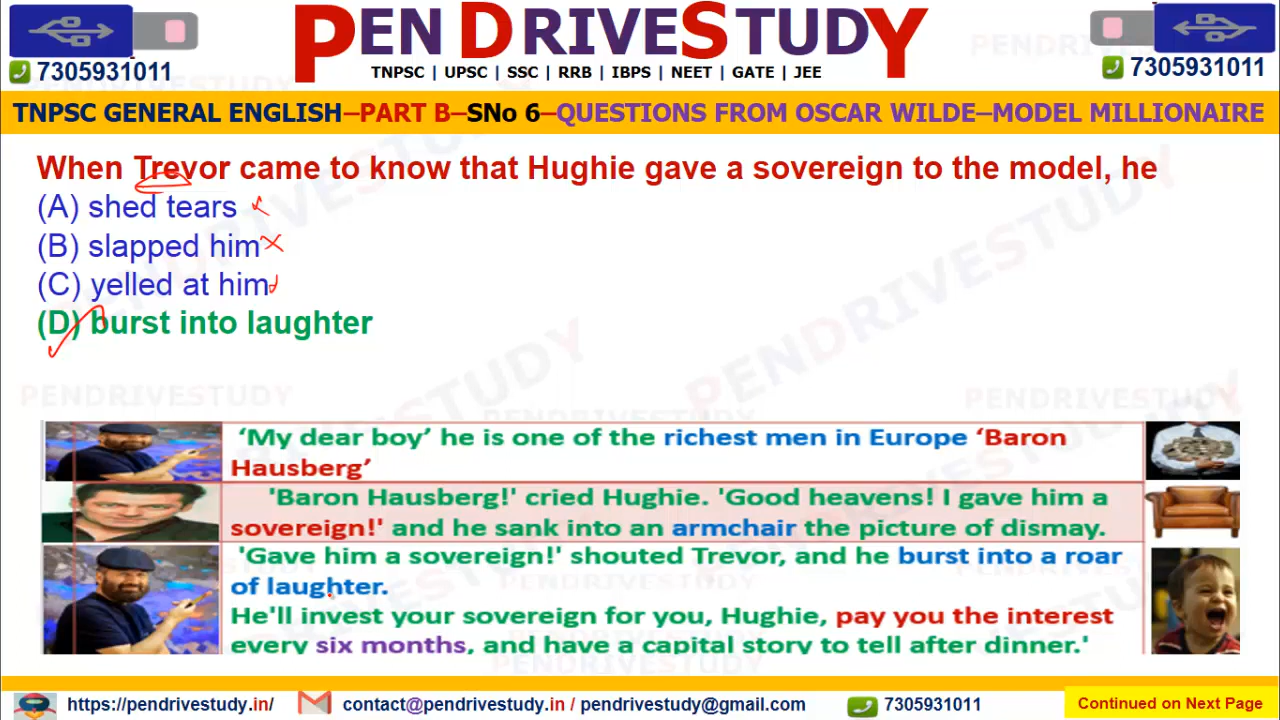 PEN DRIVESTUDY
7305931011
TNPSC | UPSC | SSC | RRB | IBPS | NEET | GATE | JEE
7305931011
TNPSC GENERAL ENGLISH–PART B–SNo 6–QUESTIONS FROM OSCAR WILDE–MODEL MILLIONAIRE
When Trevor came to know that Hughie gave a sovereign to the model, he
(A) shed tears
(B) slapped him
(C) yelled at him
(D) burst into laughter
PENDRIVESTUDY
'My dear boy' he is one of the richest men in Europe 'Baron
Hausberg'
'Baron Hausberg!' cried Hughie. 'Good heavens! I gave him a
sovereign!' and he sank into an armchair the picture of dismay.
'Gave him a sovereign!' shouted Trevor, and he burst into a roar
of laughter.
He'll invest your sovereign for you, Hughie, pay you the interest
every six months, and have a capital story to tell after dinner.'
https://pendrivestudy.in/
contact@pendrivestudy.in / pendrivestudy@gmail.com
7305931011
Continued on Next Page